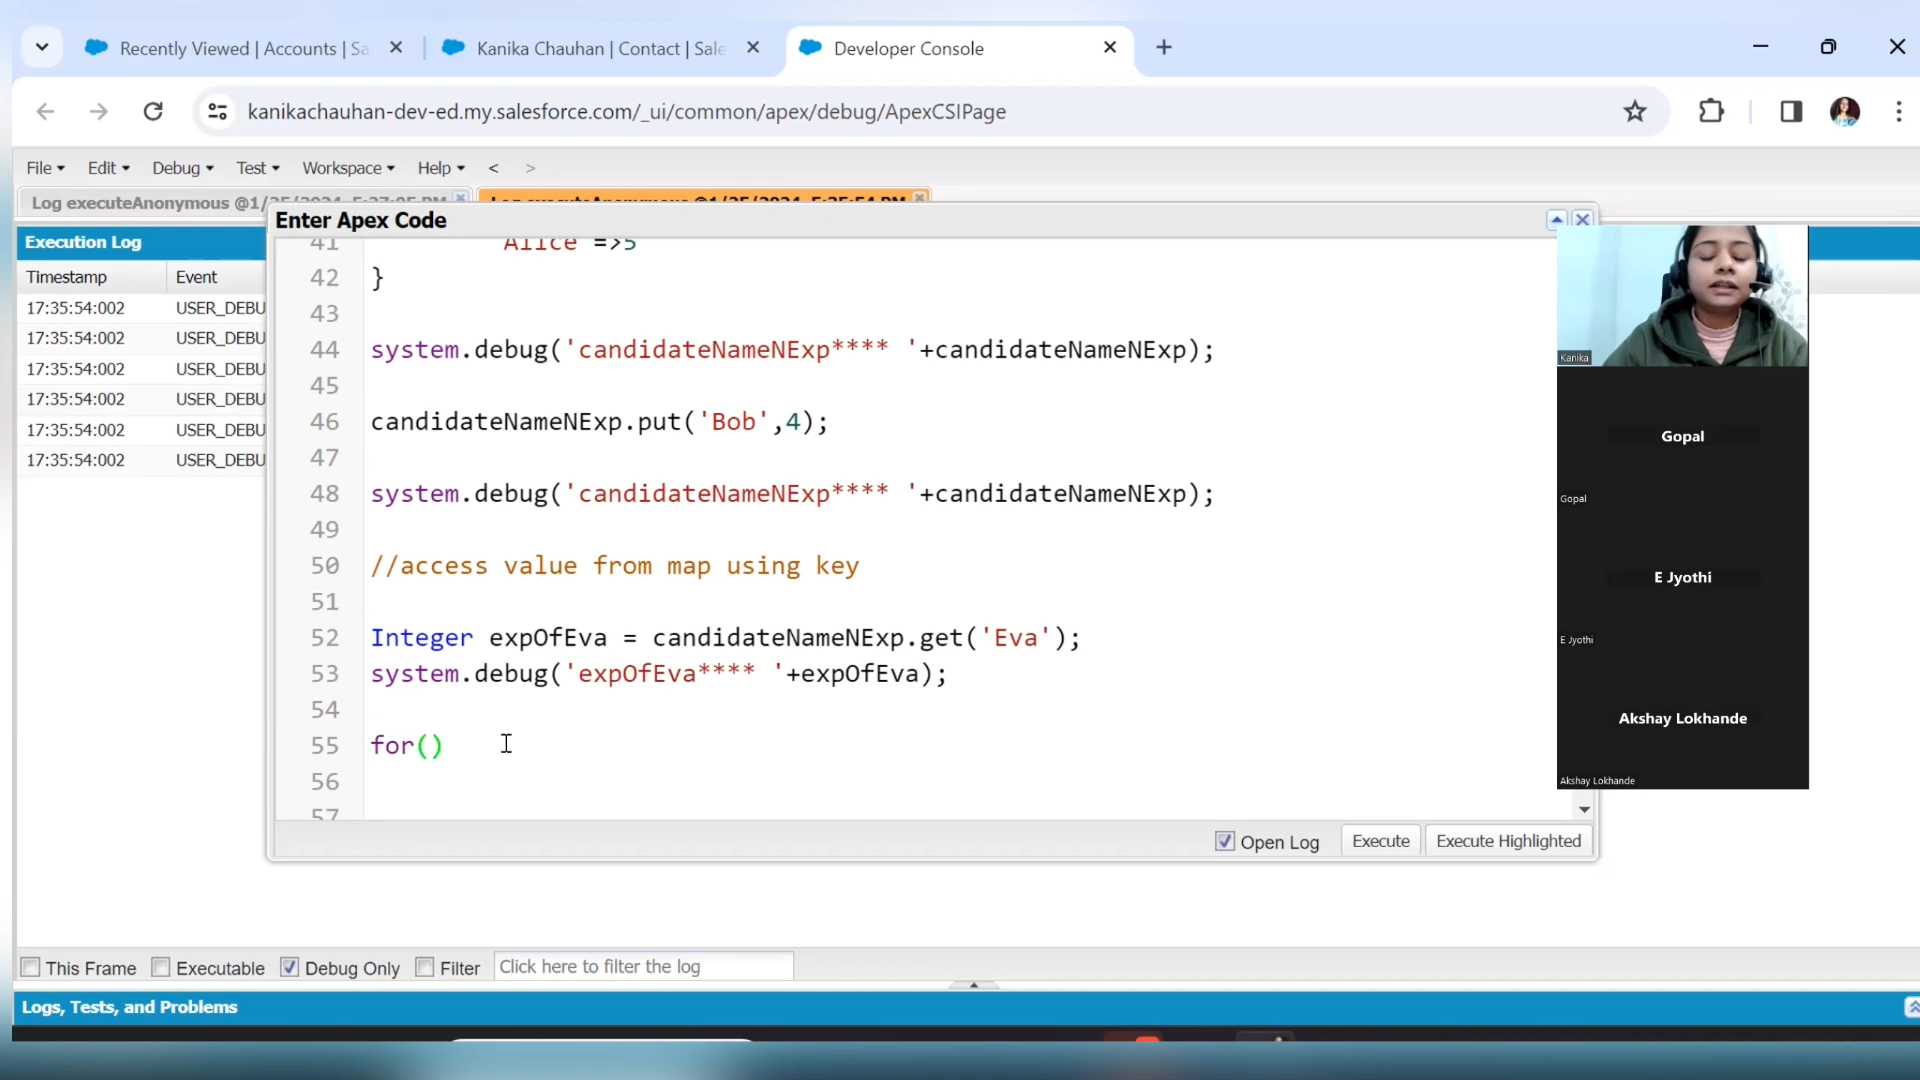 Recently Viewed | Accounts | Sa
Kanika Chauhan | Contact | Sale
Developer Console
kanikachauhan-dev-ed.my.salesforce.com/_ui/common/apex/debug/ApexCSIPage
File Edit Debug Test Workspace Help < >
Log executeAnonymous @1/25/2024, 5:27:05 PM
Log executeAnonymous @1/25/2024, 5:35:54 PM
Enter Apex Code
Execution Log
Timestamp Event
17:35:54:002 USER_DEBU
17:35:54:002 USER_DEBU
17:35:54:002 USER_DEBU
17:35:54:002 USER_DEBU
17:35:54:002 USER_DEBU
17:35:54:002 USER_DEBU
41 Alice =>5
42 }
43
44 system.debug('candidateNameNExp**** '+candidateNameNExp);
45
46 candidateNameNExp.put('Bob',4);
47
48 system.debug('candidateNameNExp**** '+candidateNameNExp);
49
50 //access value from map using key
51
52 Integer expOfEva = candidateNameNExp.get('Eva');
53 system.debug('expOfEva**** '+expOfEva);
54
55 for()
56
57
Kanika
Gopal
Gopal
E Jyothi
E Jyothi
Akshay Lokhande
Akshay Lokhande
Open Log Execute Execute Highlighted
This Frame Executable Debug Only Filter Click here to filter the log
Logs, Tests, and Problems